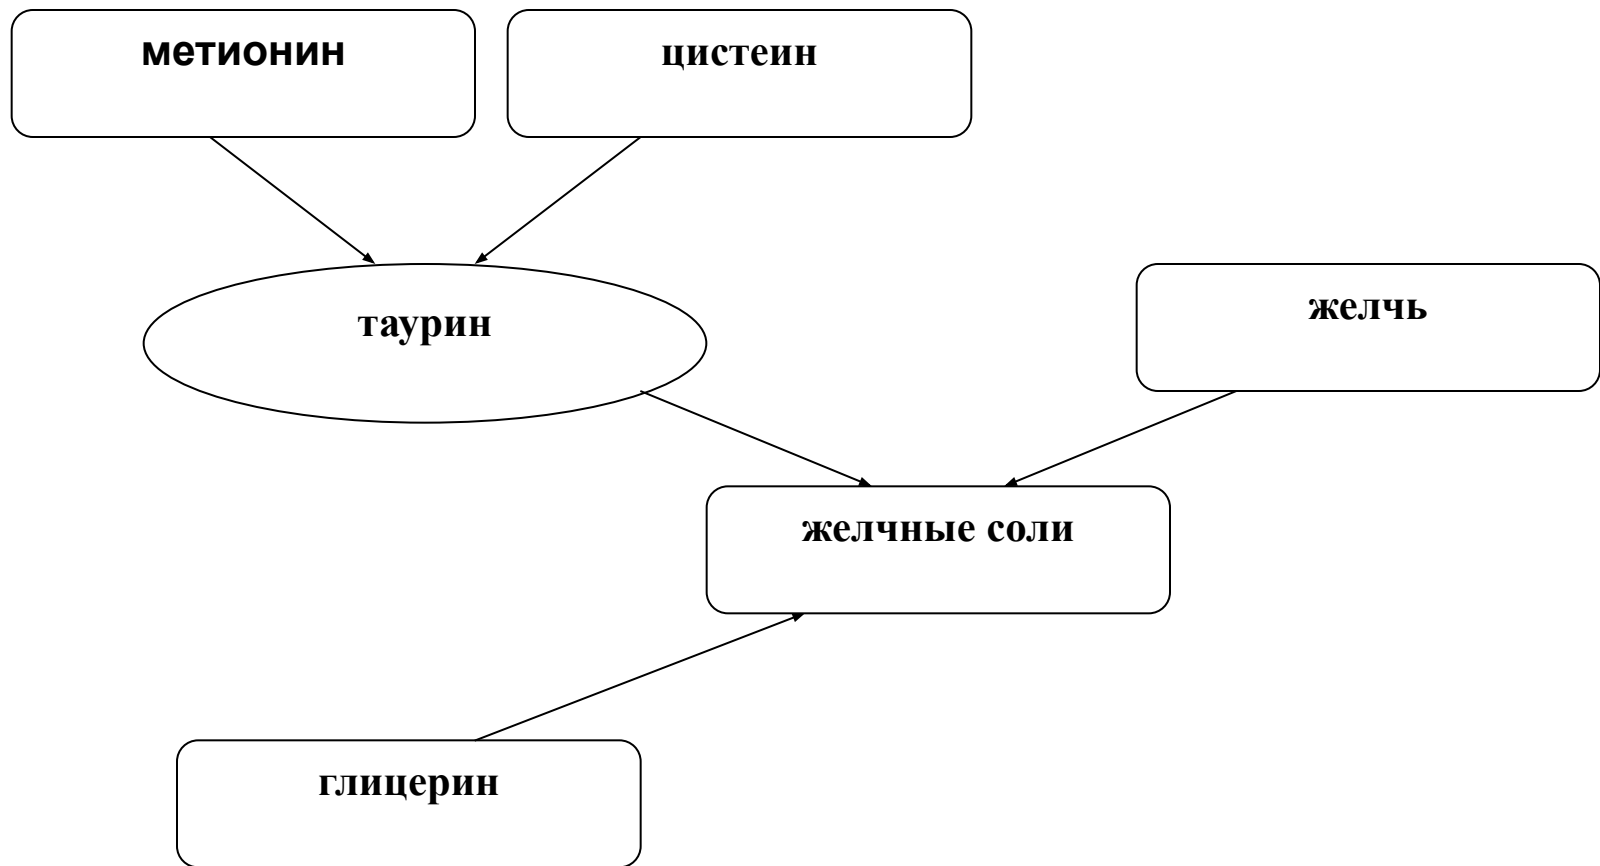 метионин
цистеин
таурин
желчь
желчные соли
глицерин